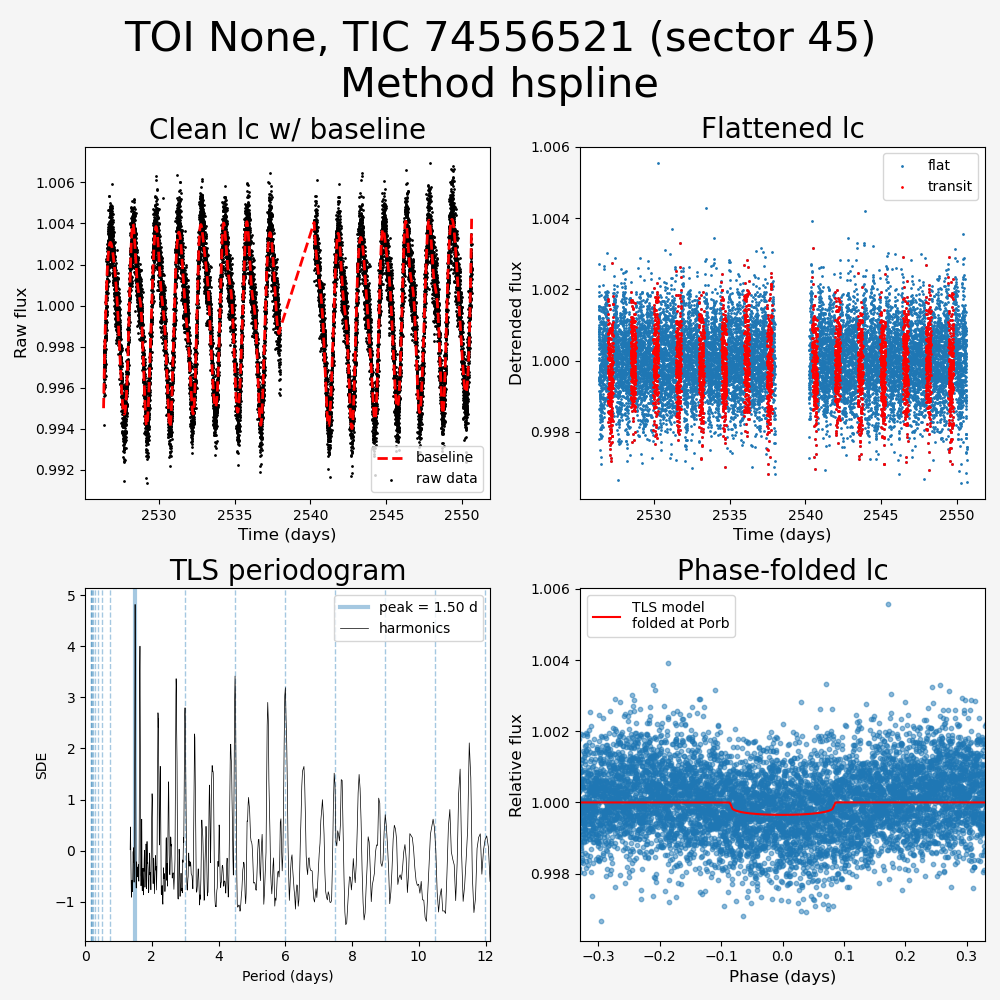 TOI None, TIC 74556521 (sector 45)
Method hspline
Clean lc w/ baseline
Raw flux
1.006
1.004
1.002
1.000
0.998
0.996
0.994
0.992
baseline
raw data
2530
2535
2540
2545
2550
Time (days)
Flattened lc
Detrended flux
1.006
1.004
1.002
1.000
0.998
flat
transit
2530
2535
2540
2545
2550
Time (days)
TLS periodogram
SDE
5
4
3
2
1
0
−1
peak = 1.50 d
harmonics
0
2
4
6
8
10
12
Period (days)
Phase-folded lc
Relative flux
1.006
1.004
1.002
1.000
0.998
TLS model
folded at Porb
−0.3
−0.2
−0.1
0.0
0.1
0.2
0.3
Phase (days)